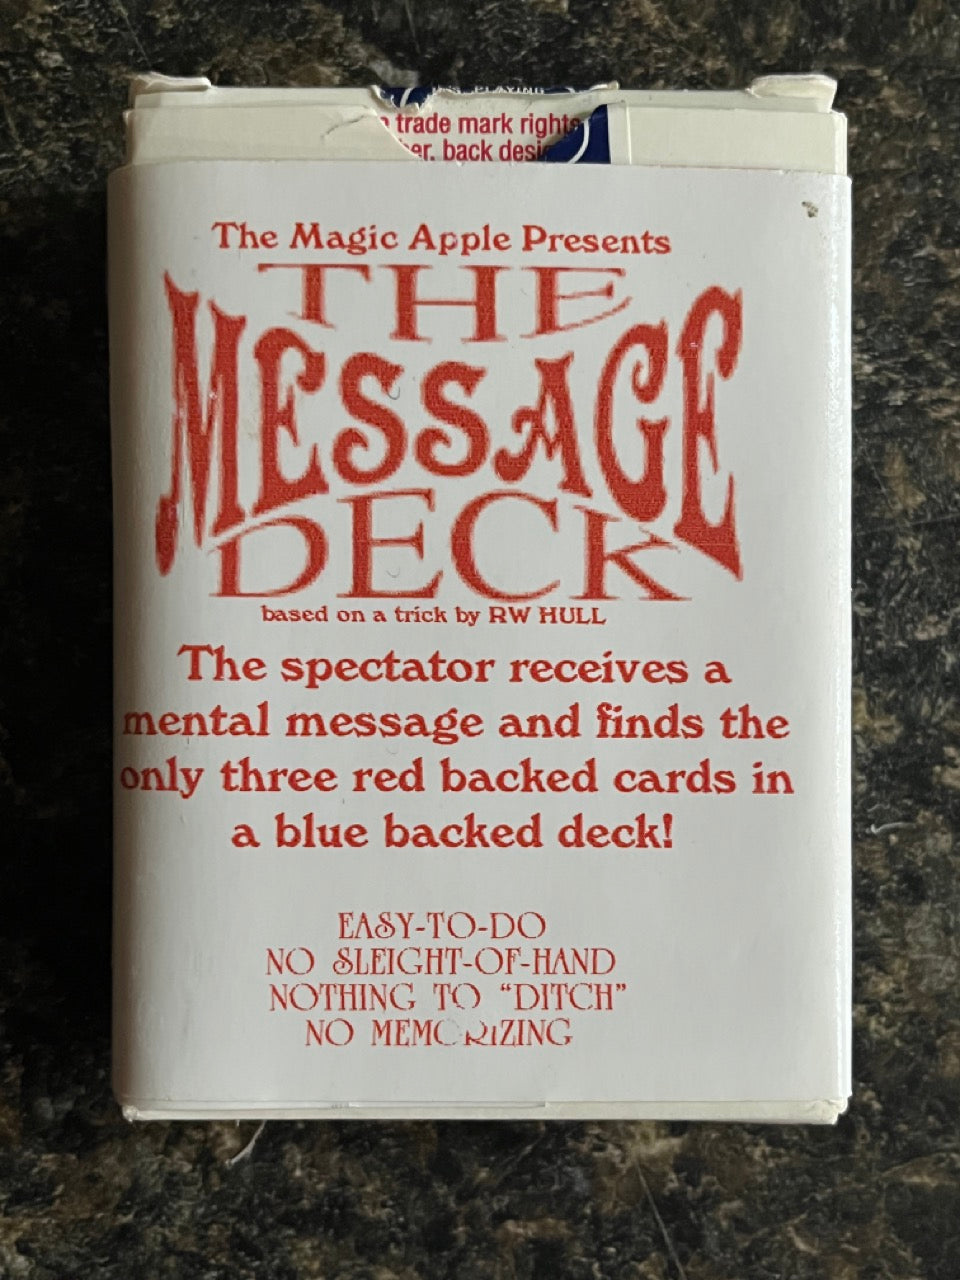 PLAYING
trade mark rights
er, back desi
The Magic Apple Presents
THE
MESSAGE
DECK
based on a trick by RW HULL
The spectator receives a
mental message and finds the
only three red backed cards in
a blue backed deck!
EASY-TO-DO
NO SLEIGHT-OF-HAND
NOTHING TO “DITCH”
NO MEMORIZING